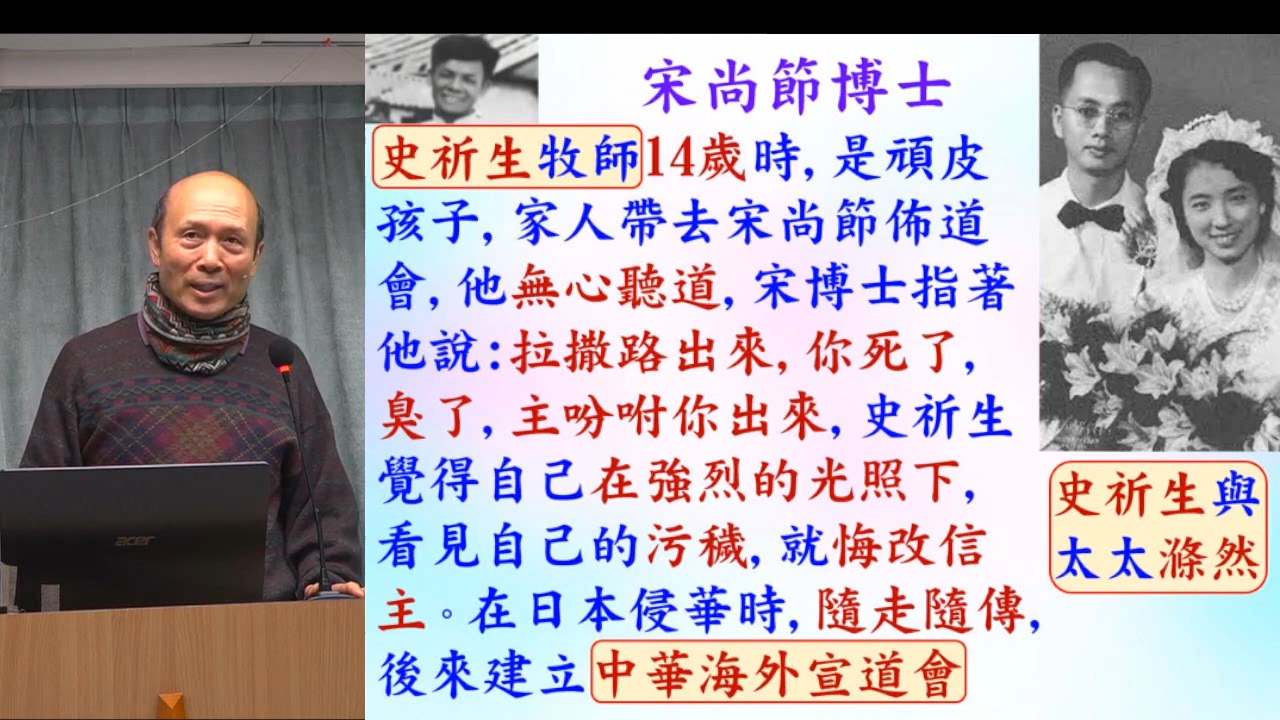 宋尚節博士
史祈生牧師14歲時, 是頑皮
孩子, 家人帶去宋尚節佈道
會, 他無心聽道, 宋博士指著
他說:拉撒路出來, 你死了,
臭了, 主吩咐你出來, 史祈生
覺得自己在強烈的光照下,
看見自己的污穢, 就悔改信
主。在日本侵華時, 隨走隨傳,
後來建立中華海外宣道會
史祈生與
太太滌然
acer